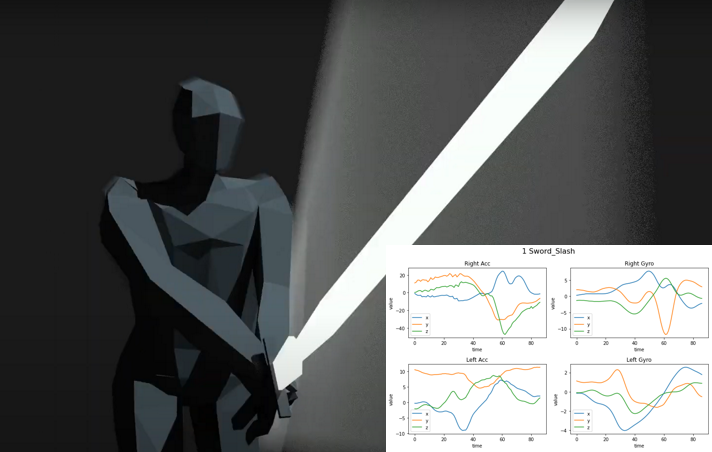 1 Sword_Slash
Right Acc
value
20
0
-20
-40
x
y
z
0
20
40
60
80
time
Right Gyro
value
5
0
-5
-10
x
y
z
0
20
40
60
80
time
Left Acc
value
10
5
0
-5
-10
x
y
z
0
20
40
60
80
time
Left Gyro
value
2
0
-2
-4
x
y
z
0
20
40
60
80
time